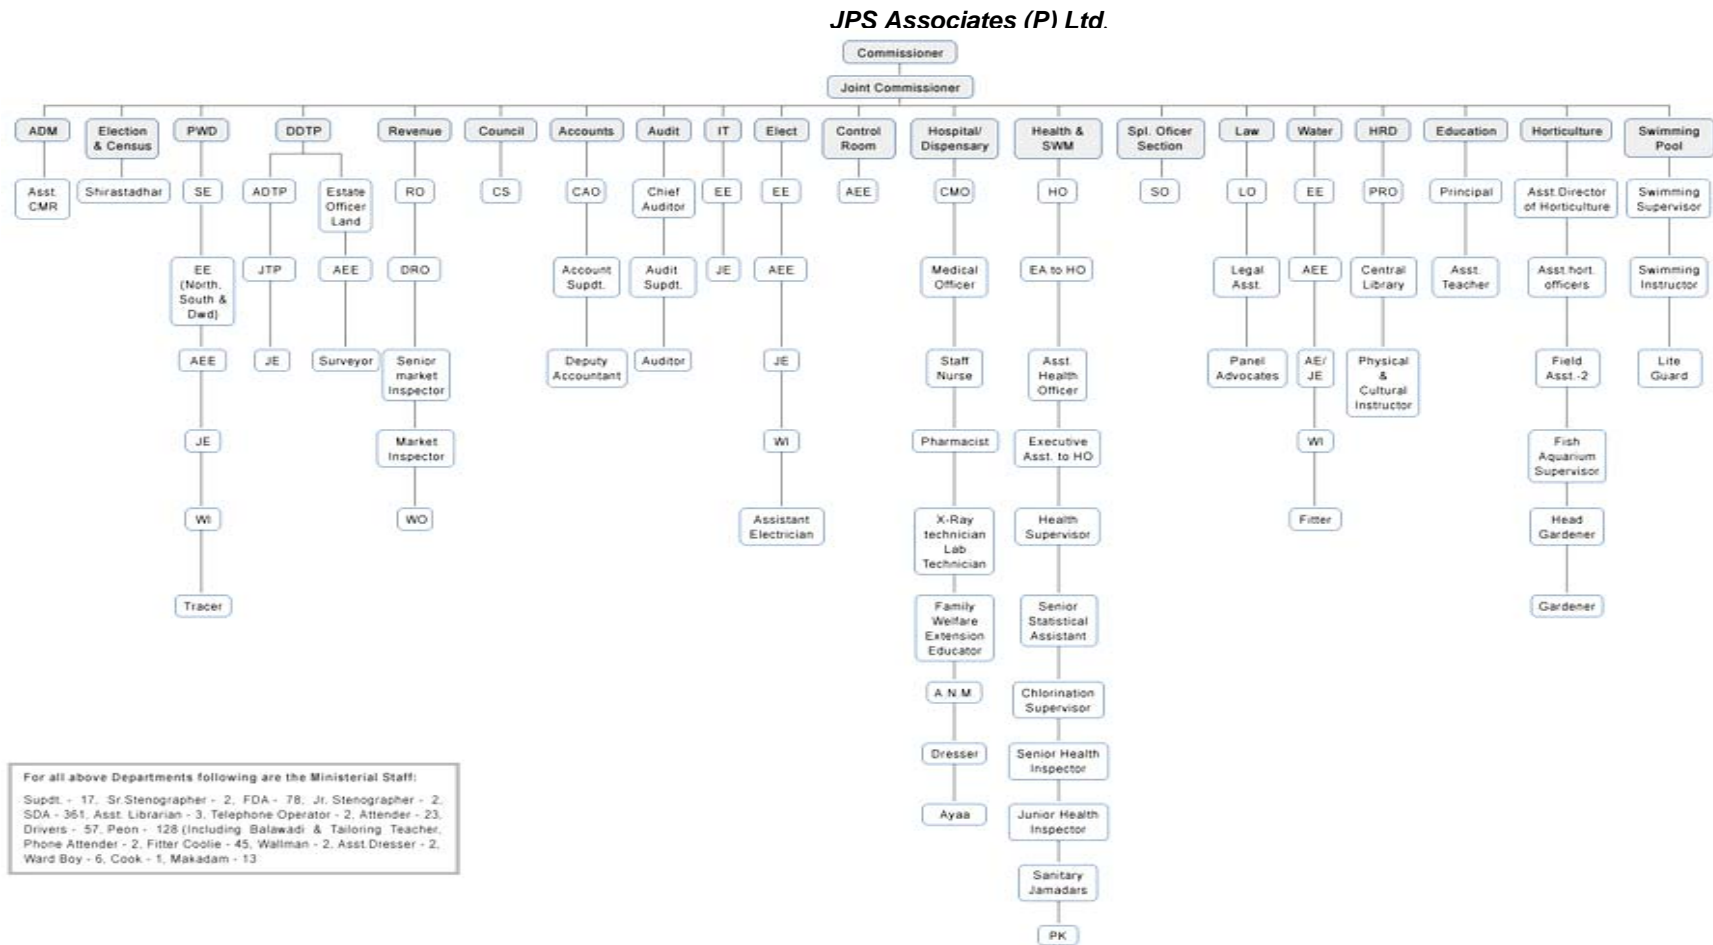 JPS Associates (P) Ltd.
Commissioner
Joint Commissioner
ADM
Election
& Census
PWD
DDTP
Revenue
Council
Accounts
Audit
IT
Elect
Control
Room
Hospital/
Dispensary
Health &
SWM
Spl. Oficer
Section
Law
Water
HRD
Education
Horticulture
Swimming
Pool
Asst.
CMR
Shirastadhar
SE
ADTP
Estate
Officer
Land
RO
CS
CAO
Chief
Auditor
EE
EE
AEE
CMO
HO
SO
LO
EE
PRO
Principal
Asst.Director
of Horticulture
Swimming
Supervisor
EE
(North,
South &
Dwd)
JTP
AEE
DRO
Account
Supdt.
Audit
Supdt.
JE
AEE
Medical
Officer
EA to HO
Legal
Asst.
AEE
Central
Library
Asst.
Teacher
Asst.hort.
officers
Swimming
Instructor
AEE
JE
Surveyor
Senior
market
Inspector
Deputy
Accountant
Auditor
JE
Staff
Nurse
Asst.
Health
Officer
Panel
Advocates
AE/
JE
Physical
&
Cultural
Instructor
Field
Asst.-2
Lite
Guard
JE
Market
Inspector
WI
Pharmacist
Executive
Asst. to HO
WI
Fish
Aquarium
Supervisor
WI
WO
Assistant
Electrician
X-Ray
technician
Lab
Technician
Health
Supervisor
Fitter
Head
Gardener
Tracer
Family
Welfare
Extension
Educator
Senior
Statistical
Assistant
Gardener
A.N.M
Chlorination
Supervisor
Dresser
Senior Health
Inspector
Ayaa
Junior Health
Inspector
Sanitary
Jamadars
PK
For all above Departments following are the Ministerial Staff:
Supdt. - 17, Sr.Stenographer - 2, FDA - 78, Jr. Stenographer - 2,
SDA - 361, Asst. Librarian - 3, Telephone Operator - 2, Attender - 23,
Drivers - 57, Peon - 128 (Including Balawadi & Tailoring Teacher,
Phone Attender - 2, Fitter Coolie - 45, Wallman - 2, Asst.Dresser - 2,
Ward Boy - 6, Cook - 1, Makadam - 13